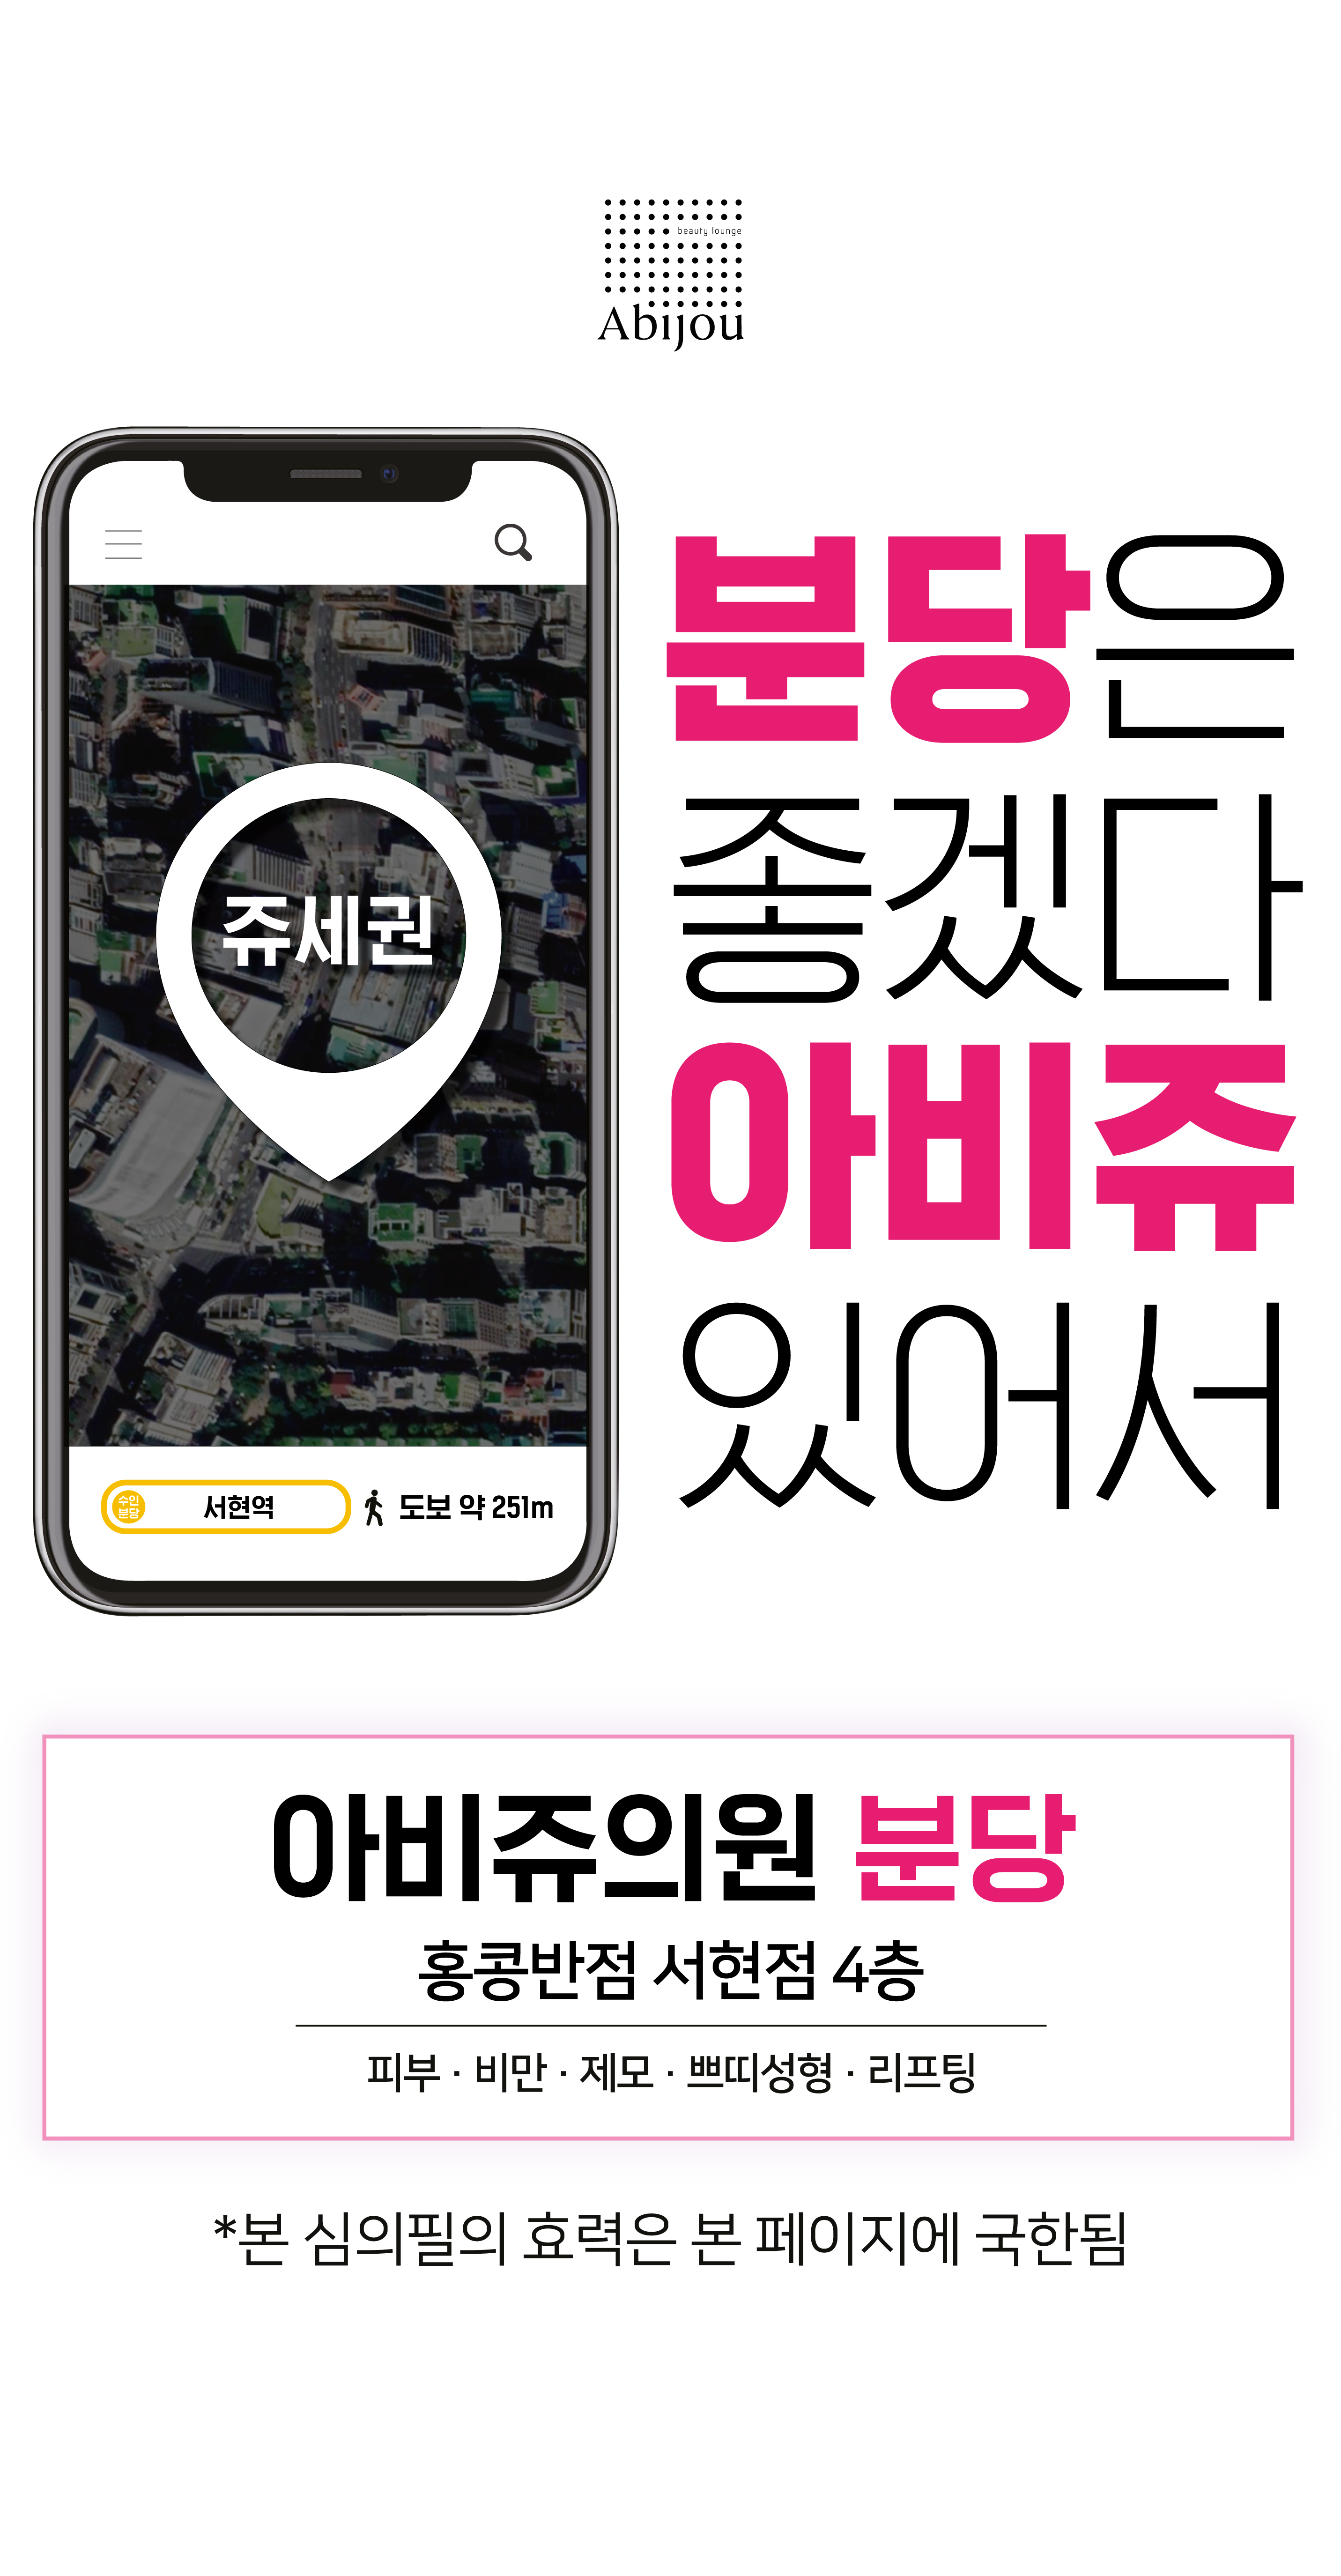 beauty lounge
Abijou
분당은
좋겠다
아비쥬
있어서
쥬세권
수인
분당
서현역
도보 약 251m
아비쥬의원 분당
홍콩반점 서현점 4층
피부 · 비만 · 제모 · 쁘띠성형 · 리프팅
*본 심의필의 효력은 본 페이지에 국한됨